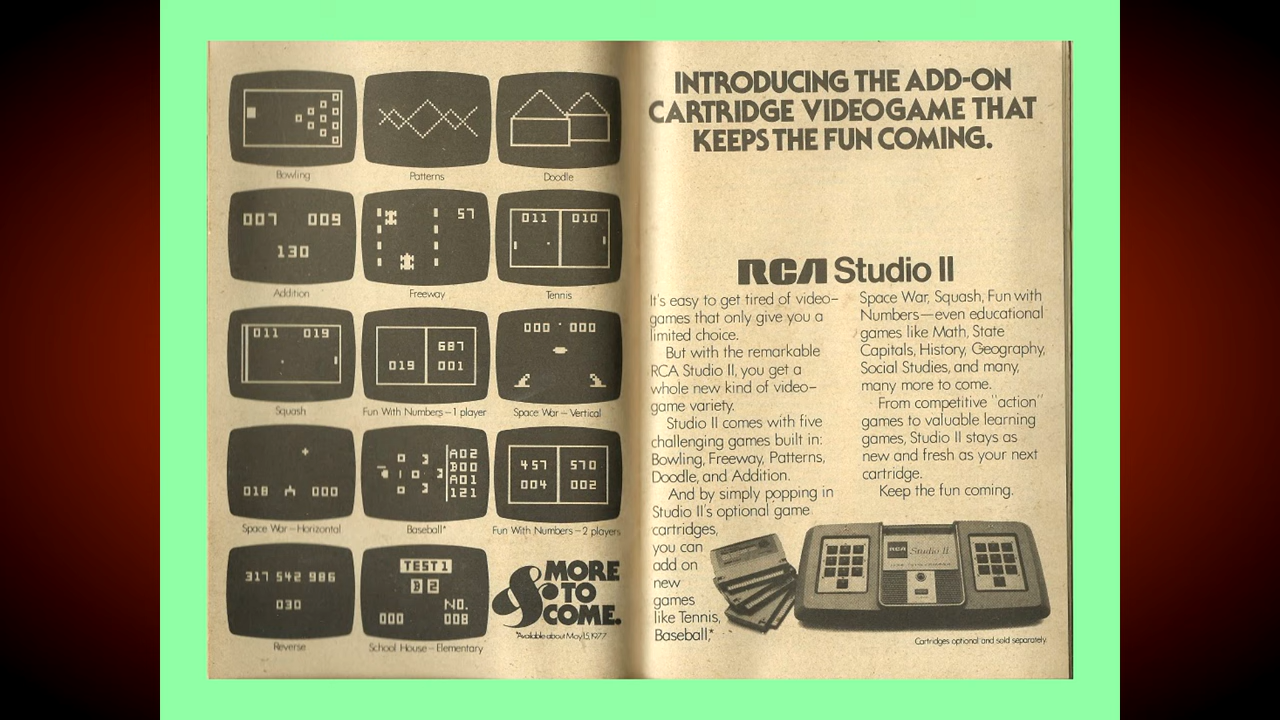 Bowling
Patterns
Doodle
007 009
130
Addition
57
Freeway
011 010
Tennis
011 019
Squash
687
019 001
Fun With Numbers—1 player
000 000
Space War—Vertical
018 000
Space War—Horizontal
A02
B00
A01
121
Baseball*
457 570
004 002
Fun With Numbers—2 players
317 542 986
030
Reverse
TEST 1
B 2
NO.
000 008
School House—Elementary
& MORE
TO
COME.
*Available about May 15, 1977
INTRODUCING THE ADD-ON
CARTRIDGE VIDEOGAME THAT
KEEPS THE FUN COMING.
RCA Studio II
It's easy to get tired of video-
games that only give you a
limited choice.
But with the remarkable
RCA Studio II, you get a
whole new kind of video-
game variety.
Studio II comes with five
challenging games built in:
Bowling, Freeway, Patterns,
Doodle, and Addition.
And by simply popping in
Studio II's optional game
cartridges,
you can
add on
new
games
like Tennis,
Baseball,*
Space War, Squash, Fun with
Numbers—even educational
games like Math, State
Capitals, History, Geography,
Social Studies, and many,
many more to come.
From competitive "action"
games to valuable learning
games, Studio II stays as
new and fresh as your next
cartridge.
Keep the fun coming.
RCA Studio II
Cartridges optional and sold separately.